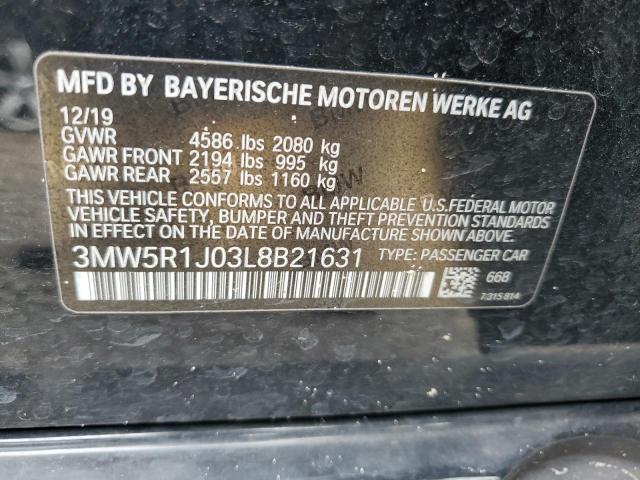 MFD BY BAYERISCHE MOTOREN WERKE AG
12/19
GVWR 4586 lbs 2080 kg
GAWR FRONT 2194 lbs 995 kg
GAWR REAR 2557 lbs 1160 kg
THIS VEHICLE CONFORMS TO ALL APPLICABLE U.S.FEDERAL MOTOR
VEHICLE SAFETY, BUMPER AND THEFT PREVENTION STANDARDS
IN EFFECT ON THE DATE OF MANUFACTURE SHOWN ABOVE.
3MW5R1J03L8B21631 TYPE: PASSENGER CAR
668
7315814